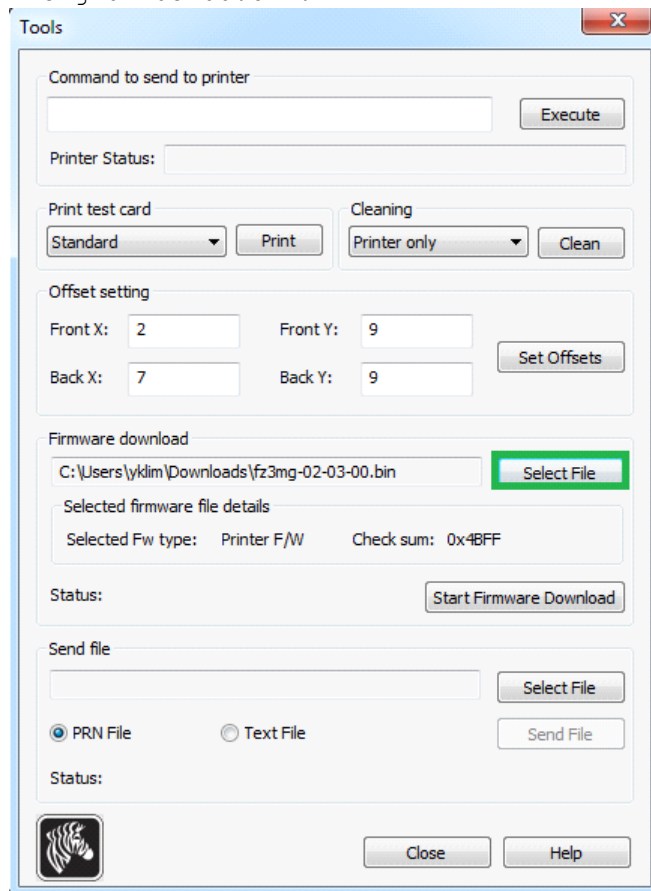 Tools
Command to send to printer
Execute
Printer Status:
Print test card
Cleaning
Standard Print Printer only Clean
Offset setting
Front X: 2 Front Y: 9
Set Offsets
Back X: 7 Back Y: 9
Firmware download
C:\Users\yklim\Downloads\fz3mg-02-03-00.bin Select File
Selected firmware file details
Selected Fw type: Printer F/W Check sum: 0x4BFF
Status: Start Firmware Download
Send file
Select File
PRN File Text File Send File
Status:
Close Help